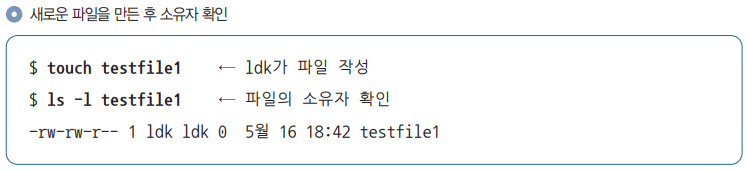 새로운 파일을 만든 후 소유자 확인
$ touch testfile1 ← ldk가 파일 작성
$ ls -l testfile1 ← 파일의 소유자 확인
-rw-rw-r-- 1 ldk ldk 0 5월 16 18:42 testfile1